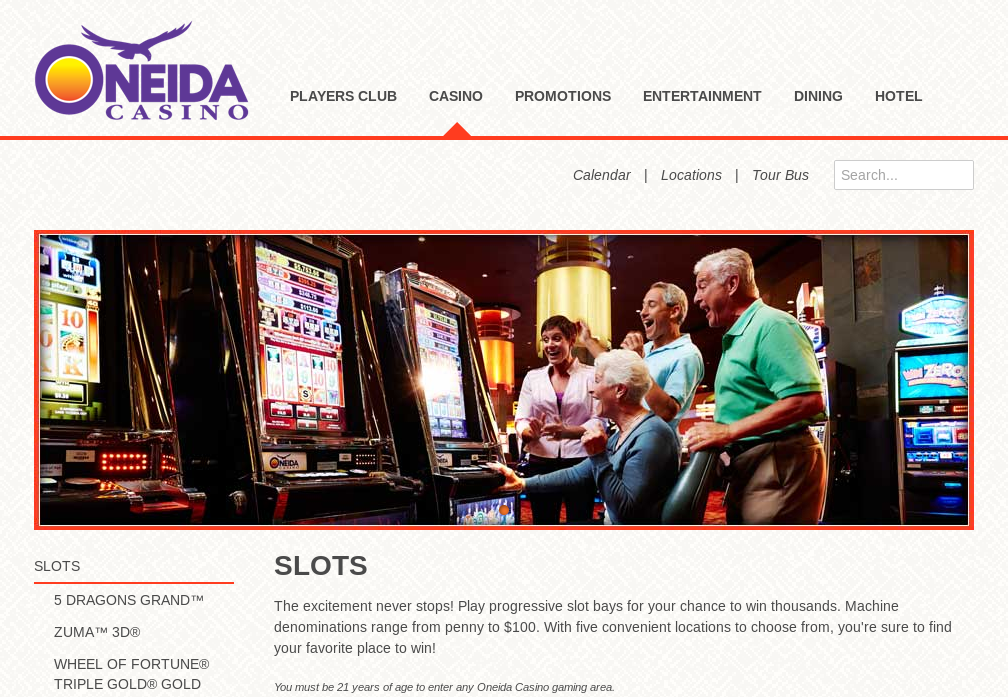 ONEIDA
CASINO
PLAYERS CLUB
CASINO
PROMOTIONS
ENTERTAINMENT
DINING
HOTEL
Calendar | Locations | Tour Bus
Search...
ONEIDA
SLOTS
5 DRAGONS GRAND™
ZUMA™ 3D®
WHEEL OF FORTUNE®
TRIPLE GOLD® GOLD
SLOTS
The excitement never stops! Play progressive slot bays for your chance to win thousands. Machine
denominations range from penny to $100. With five convenient locations to choose from, you're sure to find
your favorite place to win!
You must be 21 years of age to enter any Oneida Casino gaming area.